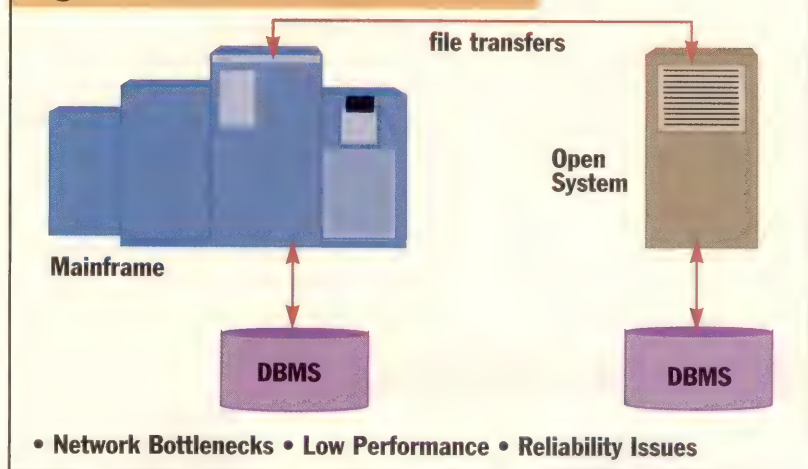 file transfers
Open
System
Mainframe
DBMS
DBMS
• Network Bottlenecks • Low Performance • Reliability Issues